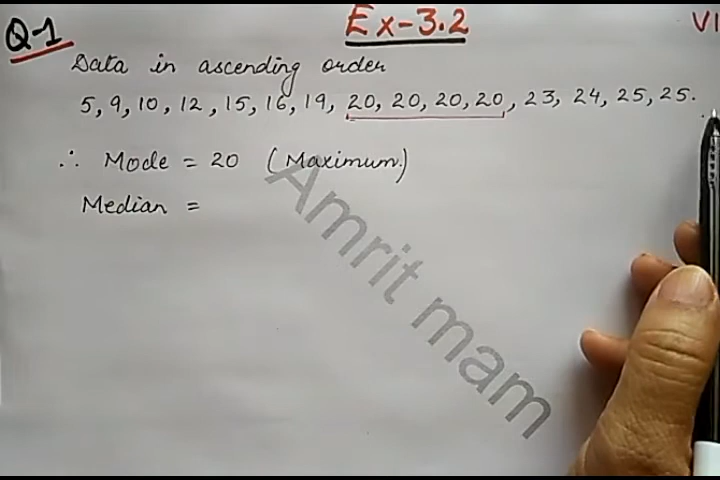 Q-1
Ex-3.2
VI
Data in ascending order
5, 9, 10, 12, 15, 16, 19, 20, 20, 20, 20, 23, 24, 25, 25.
∴ Mode = 20 (Maximum)
Median =
Amrit mam